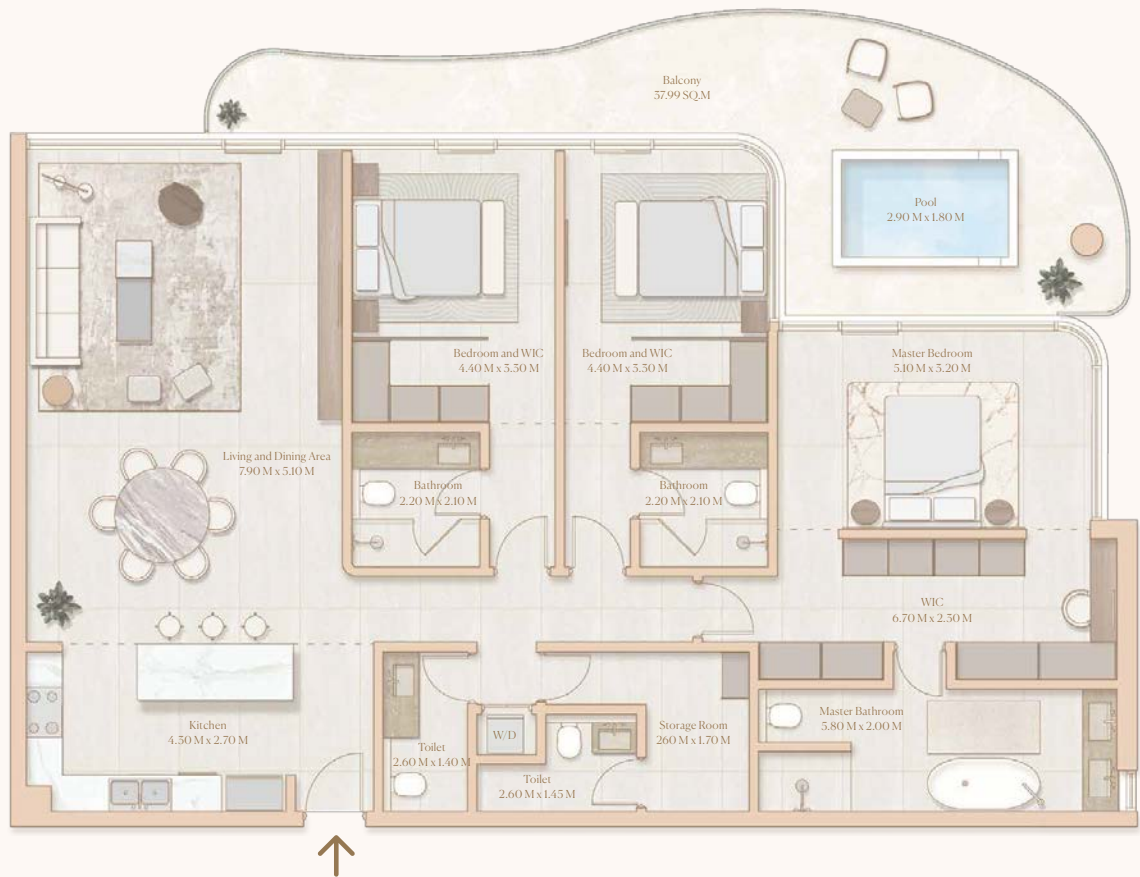 Balcony
37.99 SQ.M
Pool
2.90 M x 1.80 M
Bedroom and WIC
4.40 M x 3.50 M
Bedroom and WIC
4.40 M x 3.50 M
Master Bedroom
5.10 M x 3.20 M
Living and Dining Area
7.90 M x 5.10 M
Bathroom
2.20 M x 2.10 M
Bathroom
2.20 M x 2.10 M
WIC
6.70 M x 2.30 M
Kitchen
4.50 M x 2.70 M
Toilet
2.60 M x 1.40 M
W/D
Toilet
2.60 M x 1.45 M
Storage Room
260 M x 1.70 M
Master Bathroom
5.80 M x 2.00 M